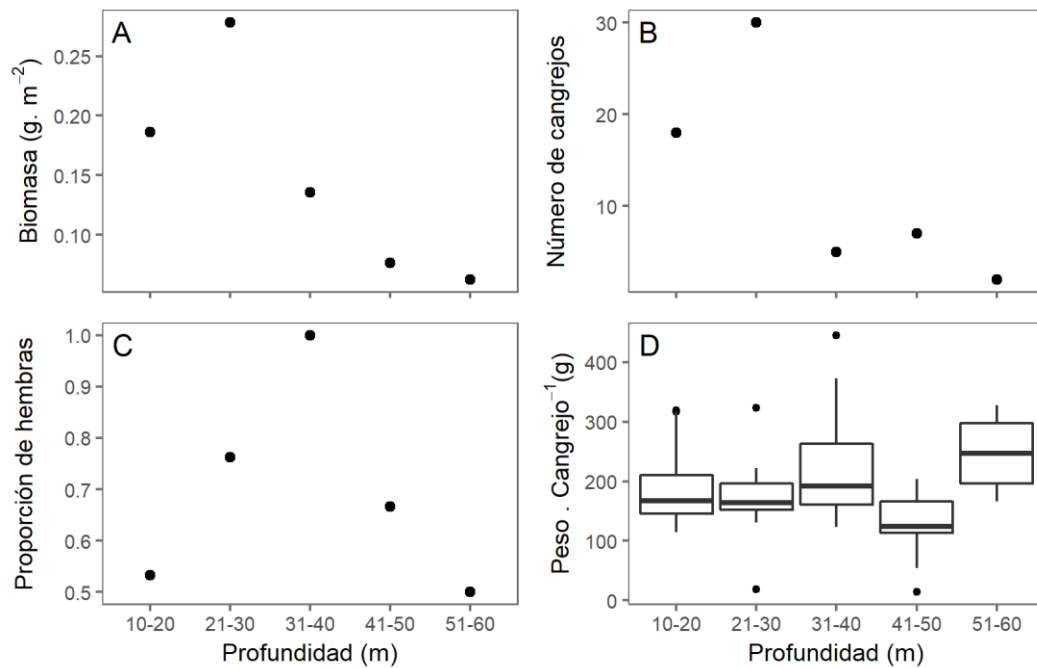 A
Biomasa (g. m⁻²)
0.25
0.20
0.15
0.10
B
Número de cangrejos
30
20
10
C
Proporción de hembras
1.0
0.9
0.8
0.7
0.6
0.5
10-20 21-30 31-40 41-50 51-60
Profundidad (m)
D
Peso . Cangrejo⁻¹(g)
400
300
200
100
0
10-20 21-30 31-40 41-50 51-60
Profundidad (m)